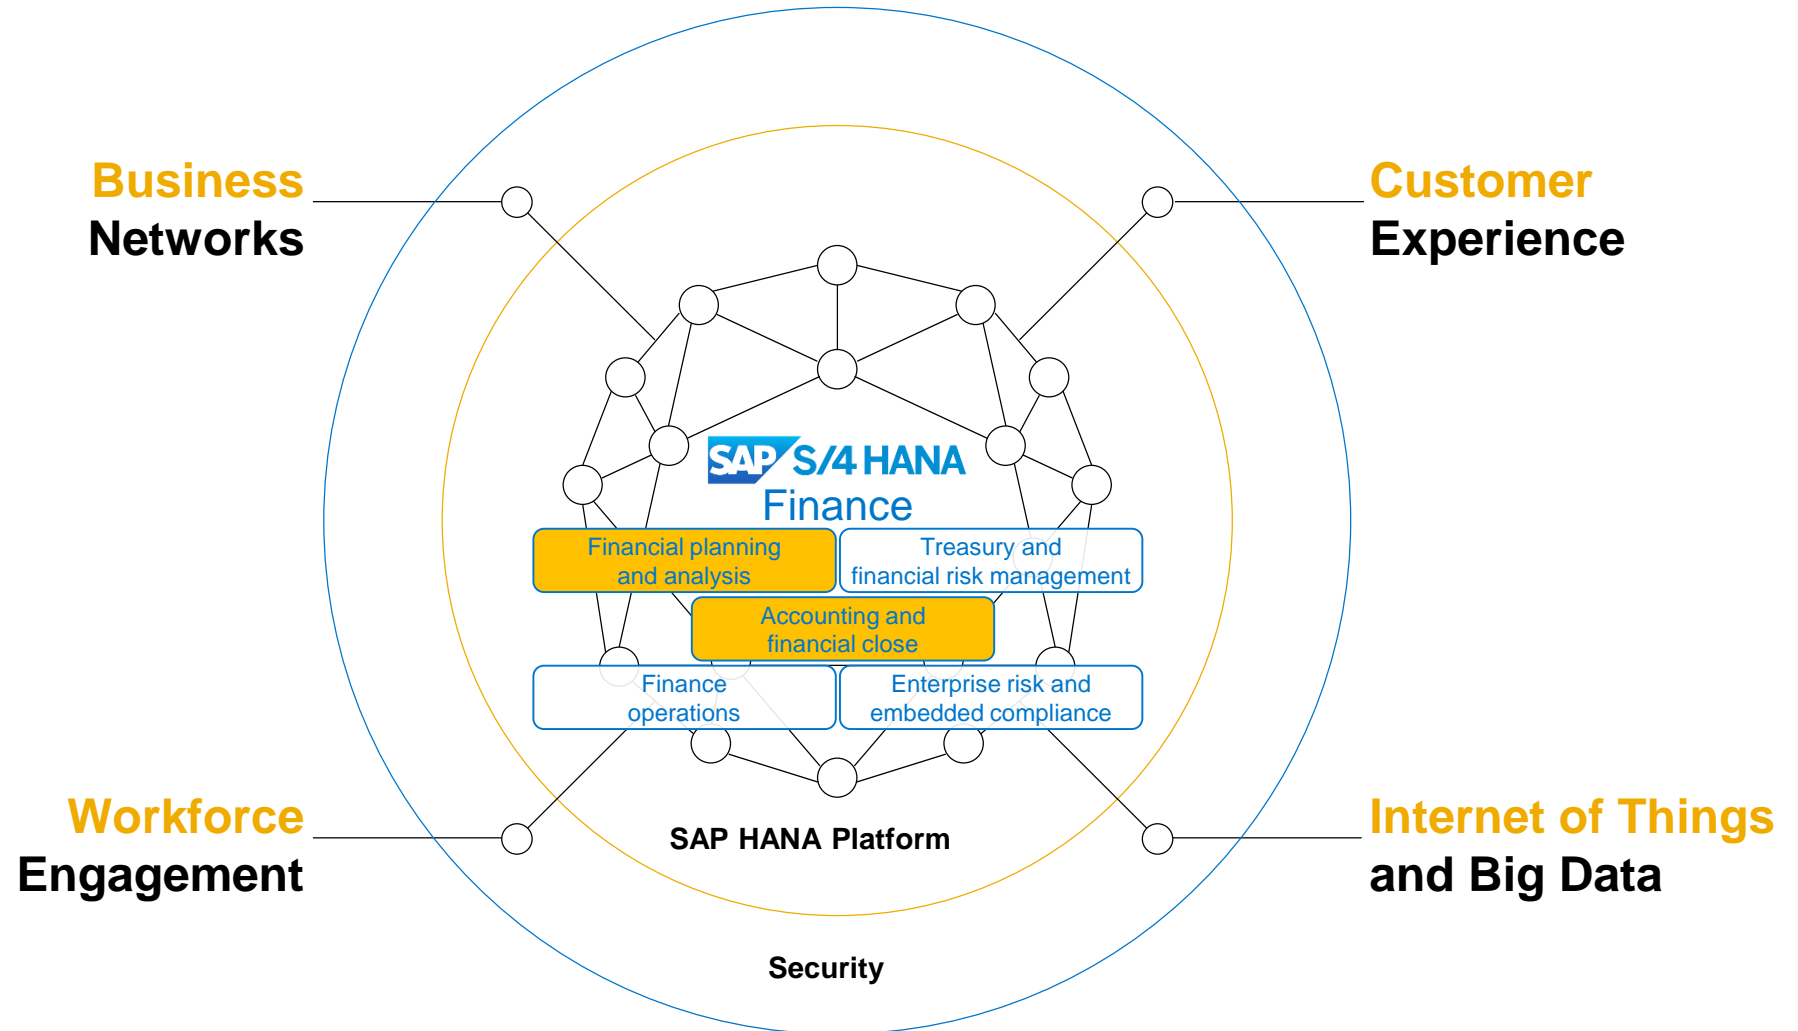 Business
Networks
Customer
Experience
SAP S/4 HANA
Finance
Financial planning
and analysis
Treasury and
financial risk management
Accounting and
financial close
Finance
operations
Enterprise risk and
embedded compliance
Workforce
Engagement
SAP HANA Platform
Internet of Things
and Big Data
Security